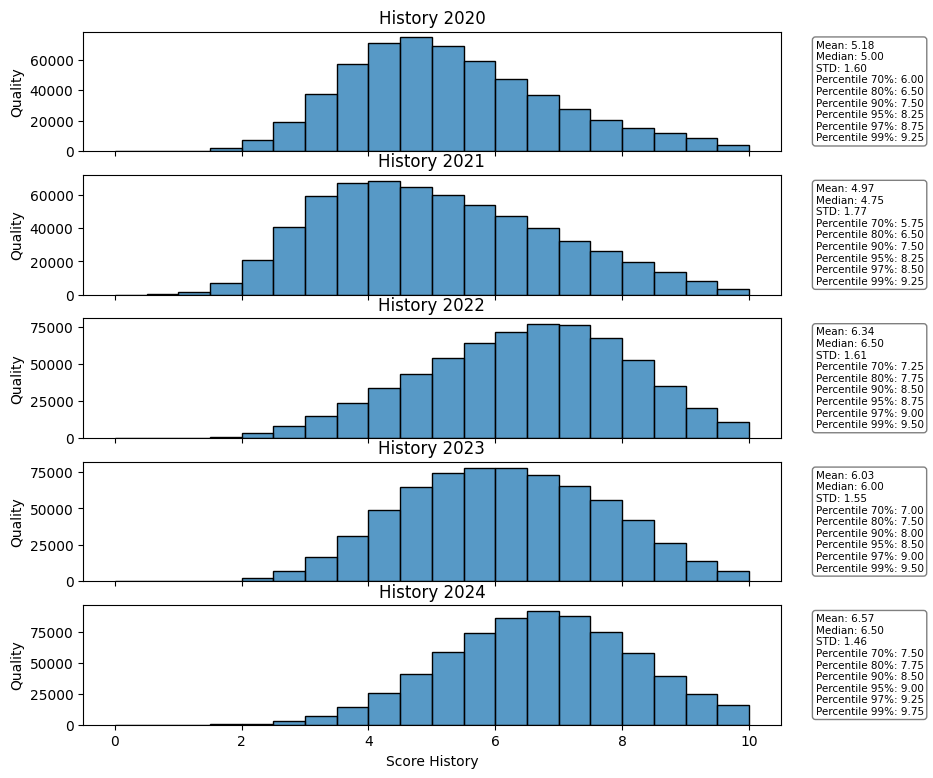 History 2020
Quality
60000
40000
20000
0
Mean: 5.18
Median: 5.00
STD: 1.60
Percentile 70%: 6.00
Percentile 80%: 6.50
Percentile 90%: 7.50
Percentile 95%: 8.25
Percentile 97%: 8.75
Percentile 99%: 9.25
History 2021
Quality
60000
40000
20000
0
Mean: 4.97
Median: 4.75
STD: 1.77
Percentile 70%: 5.75
Percentile 80%: 6.50
Percentile 90%: 7.50
Percentile 95%: 8.25
Percentile 97%: 8.50
Percentile 99%: 9.25
History 2022
Quality
75000
50000
25000
0
Mean: 6.34
Median: 6.50
STD: 1.61
Percentile 70%: 7.25
Percentile 80%: 7.75
Percentile 90%: 8.50
Percentile 95%: 8.75
Percentile 97%: 9.00
Percentile 99%: 9.50
History 2023
Quality
75000
50000
25000
0
Mean: 6.03
Median: 6.00
STD: 1.55
Percentile 70%: 7.00
Percentile 80%: 7.50
Percentile 90%: 8.00
Percentile 95%: 8.50
Percentile 97%: 9.00
Percentile 99%: 9.50
History 2024
Quality
75000
50000
25000
0
Mean: 6.57
Median: 6.50
STD: 1.46
Percentile 70%: 7.50
Percentile 80%: 7.75
Percentile 90%: 8.50
Percentile 95%: 9.00
Percentile 97%: 9.25
Percentile 99%: 9.75
0 2 4 6 8 10
Score History